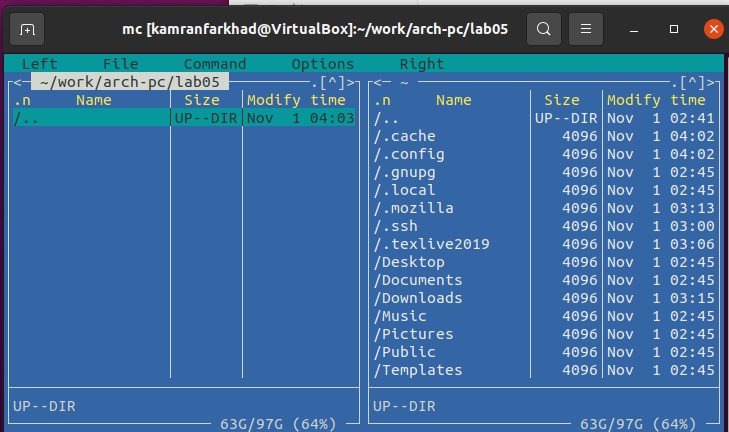 mc [kamranfarkhad@VirtualBox]:~/work/arch-pc/lab05
Left File Command Options Right
<─ ~/work/arch-pc/lab05 ─.[^]>
.n Name Size Modify time
/.. UP--DIR Nov 1 04:03
UP--DIR
63G/97G (64%)
<─ ~ ─.[^]>
.n Name Size Modify time
/.. UP--DIR Nov 1 02:41
/.cache 4096 Nov 1 04:02
/.config 4096 Nov 1 04:02
/.gnupg 4096 Nov 1 02:45
/.local 4096 Nov 1 02:45
/.mozilla 4096 Nov 1 03:13
/.ssh 4096 Nov 1 03:00
/.texlive2019 4096 Nov 1 03:06
/Desktop 4096 Nov 1 02:45
/Documents 4096 Nov 1 02:45
/Downloads 4096 Nov 1 03:15
/Music 4096 Nov 1 02:45
/Pictures 4096 Nov 1 02:45
/Public 4096 Nov 1 02:45
/Templates 4096 Nov 1 02:45
UP--DIR
63G/97G (64%)